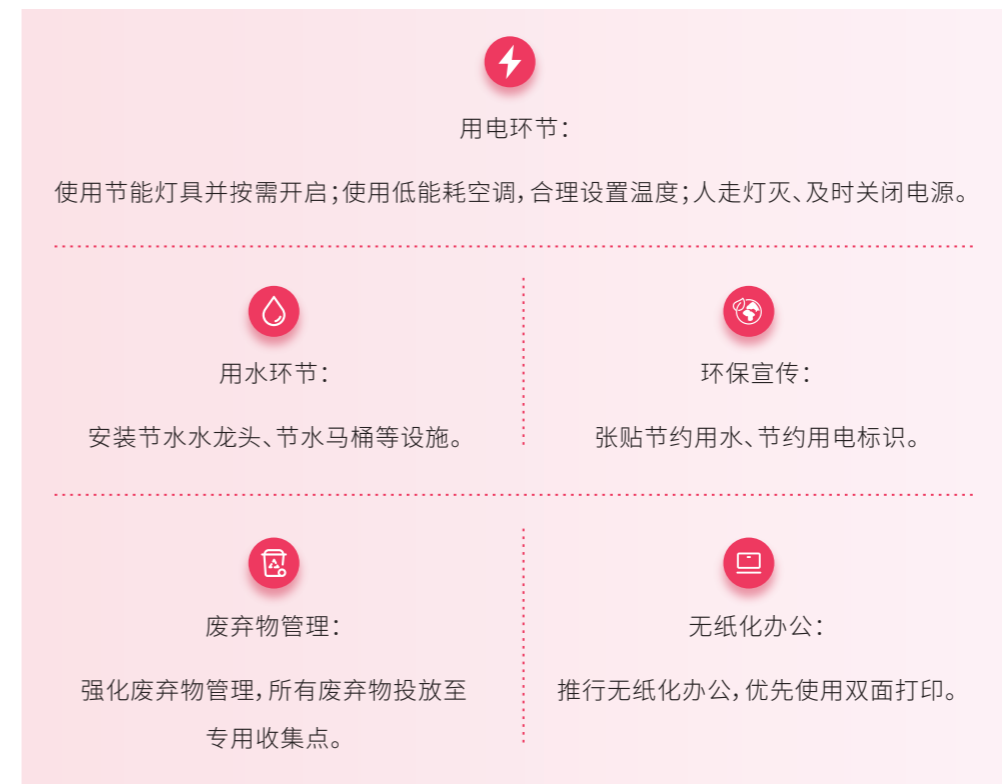 用电环节：
使用节能灯具并按需开启；使用低能耗空调，合理设置温度；人走灯灭、及时关闭电源。
用水环节：
安装节水水龙头、节水马桶等设施。
环保宣传：
张贴节约用水、节约用电标识。
废弃物管理：
强化废弃物管理，所有废弃物投放至
专用收集点。
无纸化办公：
推行无纸化办公，优先使用双面打印。